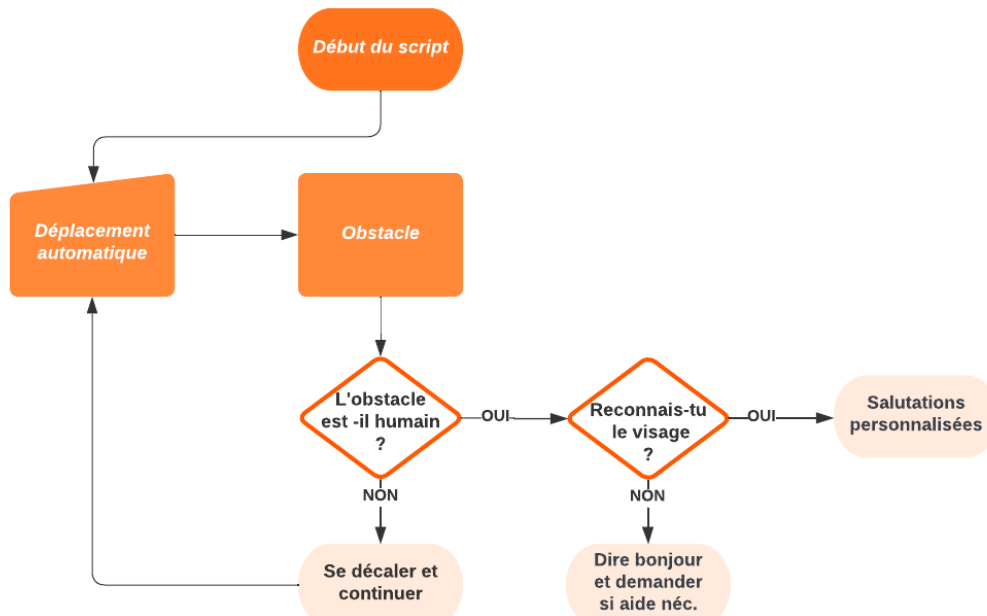 Début du script
Déplacement
automatique
Obstacle
L'obstacle
est -il humain
?
OUI
Reconnais-tu
le visage
?
OUI
Salutations
personnalisées
NON
NON
Se décaler et
continuer
Dire bonjour
et demander
si aide néc.